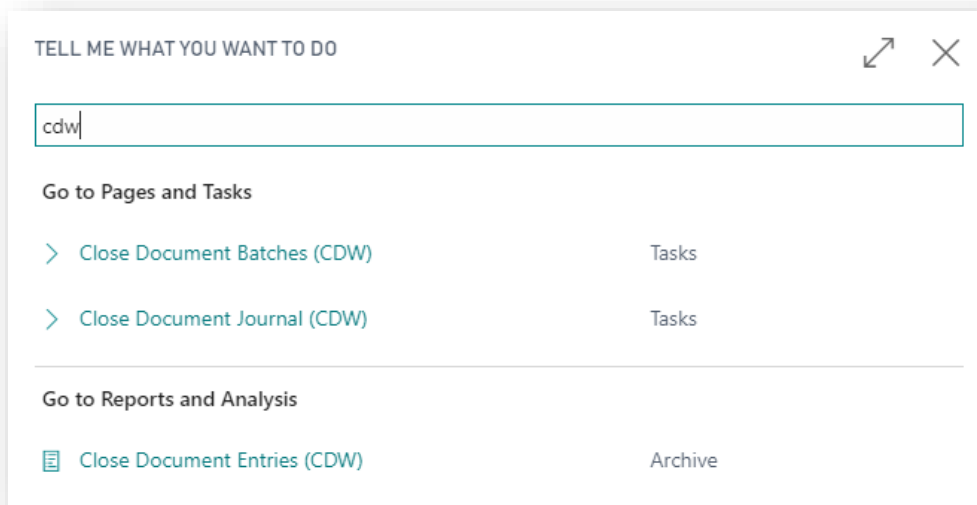 TELL ME WHAT YOU WANT TO DO
cdw
Go to Pages and Tasks
Close Document Batches (CDW) Tasks
Close Document Journal (CDW) Tasks
Go to Reports and Analysis
Close Document Entries (CDW) Archive